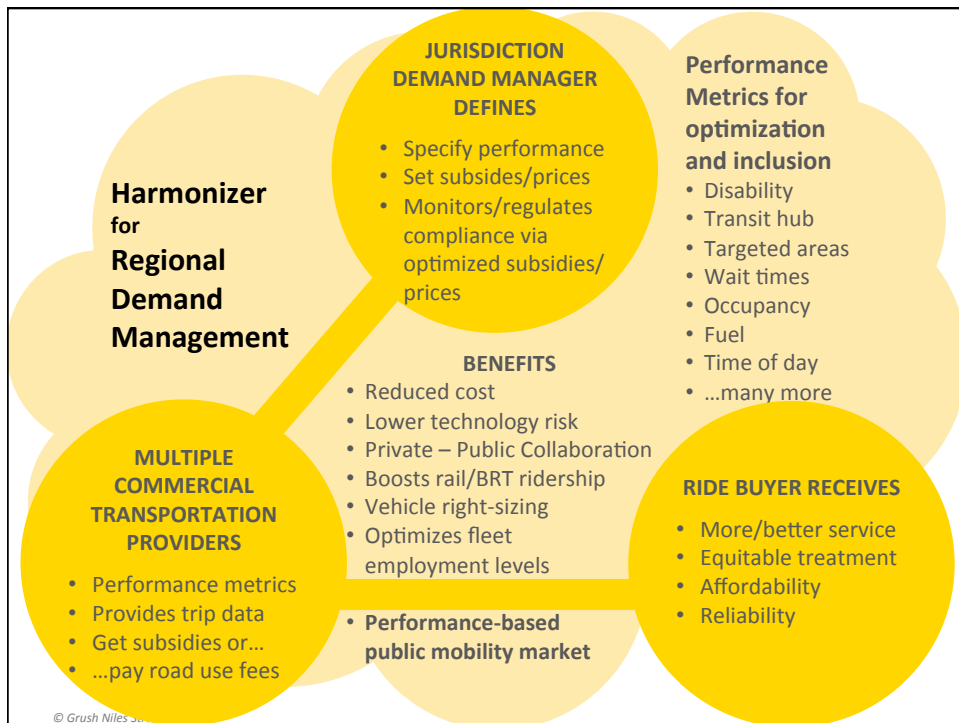 Harmonizer
for
Regional
Demand
Management
JURISDICTION
DEMAND MANAGER
DEFINES
• Specify performance
• Set subsides/prices
• Monitors/regulates
compliance via
optimized subsidies/
prices
Performance
Metrics for
optimization
and inclusion
• Disability
• Transit hub
• Targeted areas
• Wait times
• Occupancy
• Fuel
• Time of day
• …many more
BENEFITS
• Reduced cost
• Lower technology risk
• Private – Public Collaboration
• Boosts rail/BRT ridership
• Vehicle right-sizing
• Optimizes fleet
employment levels
• Performance-based
public mobility market
MULTIPLE
COMMERCIAL
TRANSPORTATION
PROVIDERS
• Performance metrics
• Provides trip data
• Get subsidies or…
• …pay road use fees
RIDE BUYER RECEIVES
• More/better service
• Equitable treatment
• Affordability
• Reliability
© Grush Niles